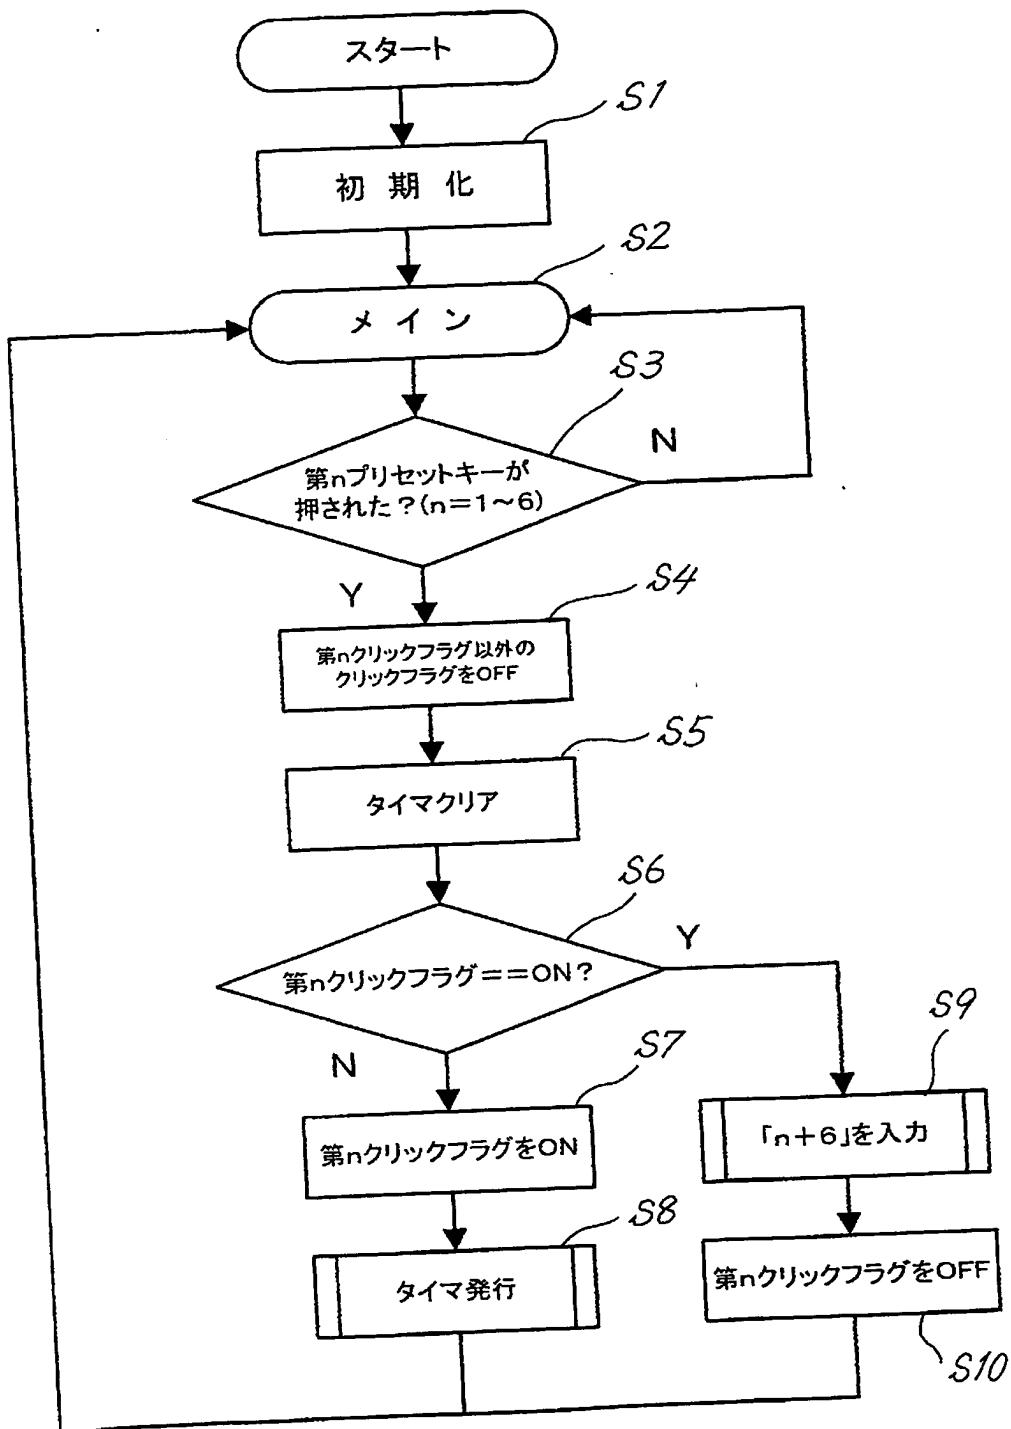 スタート
S1
初 期 化
S2
メ イ ン
S3
第nプリセットキーが
押された?(n=1~6)
N
Y
S4
第nクリックフラグ以外の
クリックフラグをOFF
S5
タイマクリア
S6
第nクリックフラグ==ON?
Y
N
S7
第nクリックフラグをON
S8
タイマ発行
S9
「n+6」を入力
第nクリックフラグをOFF
S10